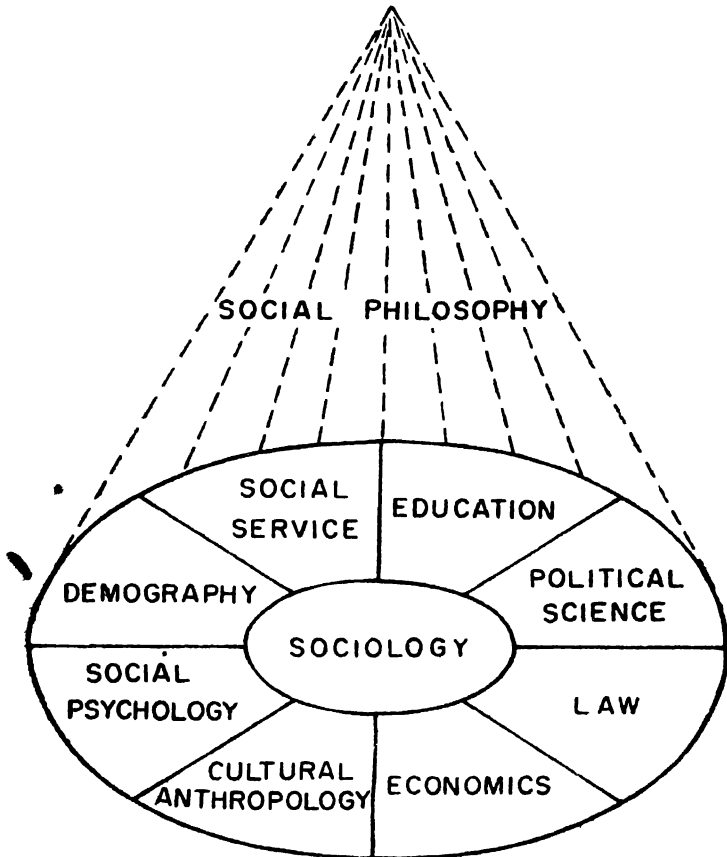 SOCIAL PHILOSOPHY
SOCIAL
SERVICE
EDUCATION
DEMOGRAPHY
POLITICAL
SCIENCE
SOCIOLOGY
SOCIAL
PSYCHOLOGY
LAW
CULTURAL
ANTHROPOLOGY
ECONOMICS